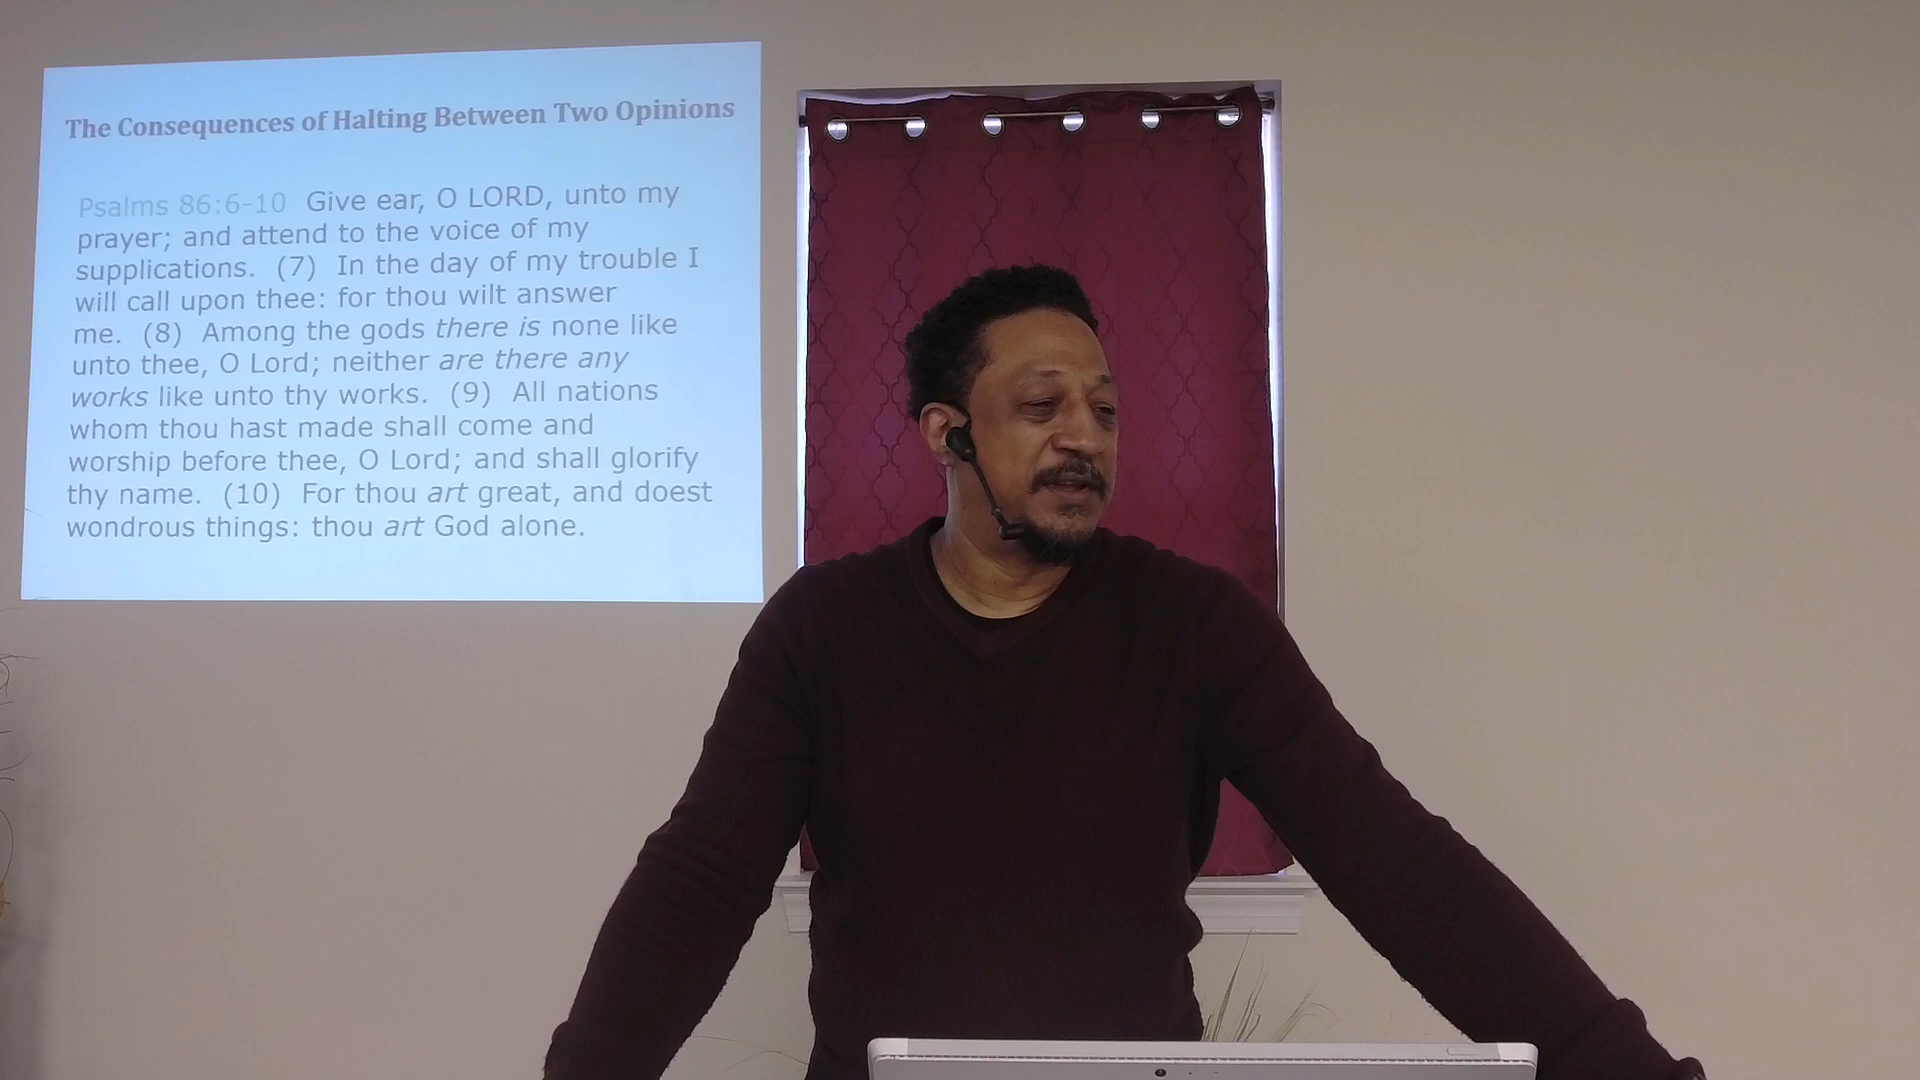 The Consequences of Halting Between Two Opinions
Psalms 86:6-10 Give ear, O LORD, unto my
prayer; and attend to the voice of my
supplications. (7) In the day of my trouble I
will call upon thee: for thou wilt answer
me. (8) Among the gods there is none like
unto thee, O Lord; neither are there any
works like unto thy works. (9) All nations
whom thou hast made shall come and
worship before thee, O Lord; and shall glorify
thy name. (10) For thou art great, and doest
wondrous things: thou art God alone.